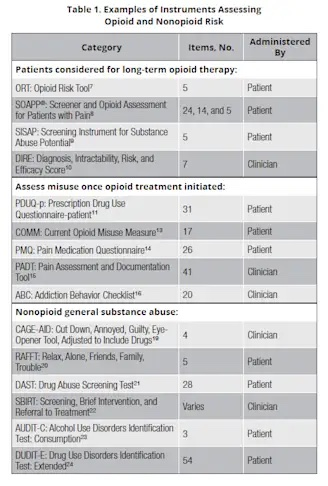 Table 1. Examples of Instruments Assessing
Opioid and Nonopioid Risk
Category Items, No. Administered
By
Patients considered for long-term opioid therapy:
ORT: Opioid Risk Tool⁷ 5 Patient
SOAPP®: Screener and Opioid Assessment
for Patients with Pain⁸ 24, 14, and 5 Patient
SISAP: Screening Instrument for Substance
Abuse Potential⁹ 5 Patient
DIRE: Diagnosis, Intractability, Risk, and
Efficacy Score¹⁰ 7 Clinician
Assess misuse once opioid treatment initiated:
PDUQ-p: Prescription Drug Use
Questionnaire-patient¹¹ 31 Patient
COMM: Current Opioid Misuse Measure¹³ 17 Patient
PMQ: Pain Medication Questionnaire¹⁴ 26 Patient
PADT: Pain Assessment and Documentation
Tool¹⁵ 41 Clinician
ABC: Addiction Behavior Checklist¹⁶ 20 Clinician
Nonopioid general substance abuse:
CAGE-AID: Cut Down, Annoyed, Guilty, Eye-
Opener Tool, Adjusted to Include Drugs¹⁹ 4 Clinician
RAFFT: Relax, Alone, Friends, Family,
Trouble²⁰ 5 Patient
DAST: Drug Abuse Screening Test²¹ 28 Patient
SBIRT: Screening, Brief Intervention, and
Referral to Treatment²² Varies Clinician
AUDIT-C: Alcohol Use Disorders Identification
Test: Consumption²³ 3 Patient
DUDIT-E: Drug Use Disorders Identification
Test: Extended²⁴ 54 Patient